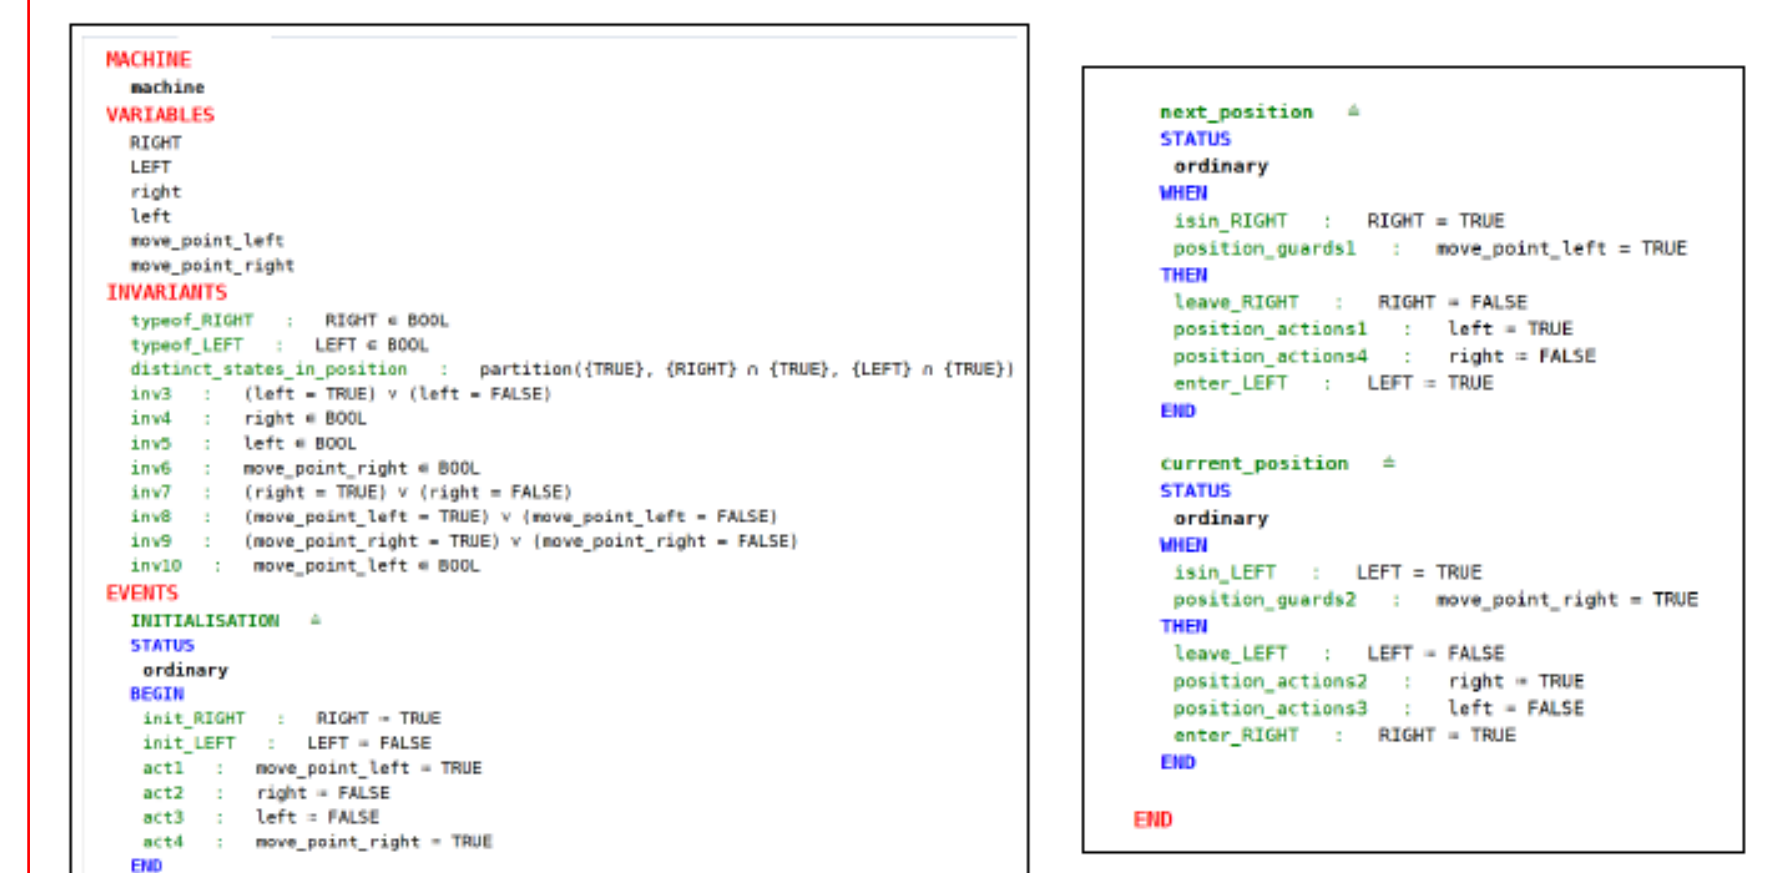 MACHINE
machine
VARIABLES
RIGHT
LEFT
right
left
move_point_left
move_point_right
INVARIANTS
typeof_RIGHT : RIGHT ∈ BOOL
typeof_LEFT : LEFT ∈ BOOL
distinct_states_in_position : partition({TRUE}, {RIGHT} ∩ {TRUE}, {LEFT} ∩ {TRUE})
inv3 : (left = TRUE) ∨ (left = FALSE)
inv4 : right ∈ BOOL
inv5 : left ∈ BOOL
inv6 : move_point_right ∈ BOOL
inv7 : (right = TRUE) ∨ (right = FALSE)
inv8 : (move_point_left = TRUE) ∨ (move_point_left = FALSE)
inv9 : (move_point_right = TRUE) ∨ (move_point_right = FALSE)
inv10 : move_point_left ∈ BOOL
EVENTS
INITIALISATION ≙
STATUS
ordinary
BEGIN
init_RIGHT : RIGHT ≔ TRUE
init_LEFT : LEFT ≔ FALSE
act1 : move_point_left ≔ TRUE
act2 : right ≔ FALSE
act3 : left ≔ FALSE
act4 : move_point_right ≔ TRUE
END
next_position ≙
STATUS
ordinary
WHEN
isin_RIGHT : RIGHT = TRUE
position_guards1 : move_point_left = TRUE
THEN
leave_RIGHT : RIGHT ≔ FALSE
position_actions1 : left ≔ TRUE
position_actions4 : right ≔ FALSE
enter_LEFT : LEFT ≔ TRUE
END
current_position ≙
STATUS
ordinary
WHEN
isin_LEFT : LEFT = TRUE
position_guards2 : move_point_right = TRUE
THEN
leave_LEFT : LEFT ≔ FALSE
position_actions2 : right ≔ TRUE
position_actions3 : left ≔ FALSE
enter_RIGHT : RIGHT ≔ TRUE
END
END